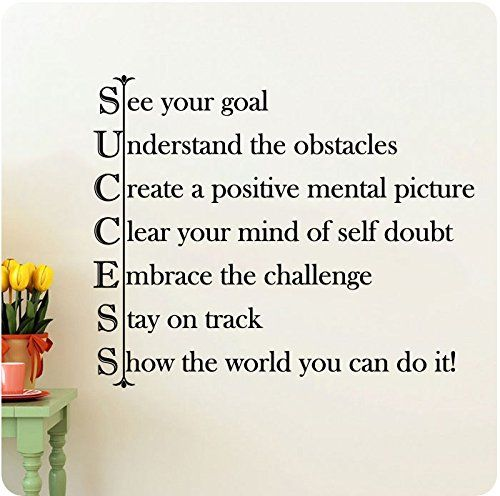 See your goal
Understand the obstacles
Create a positive mental picture
Clear your mind of self doubt
Embrace the challenge
Stay on track
Show the world you can do it!